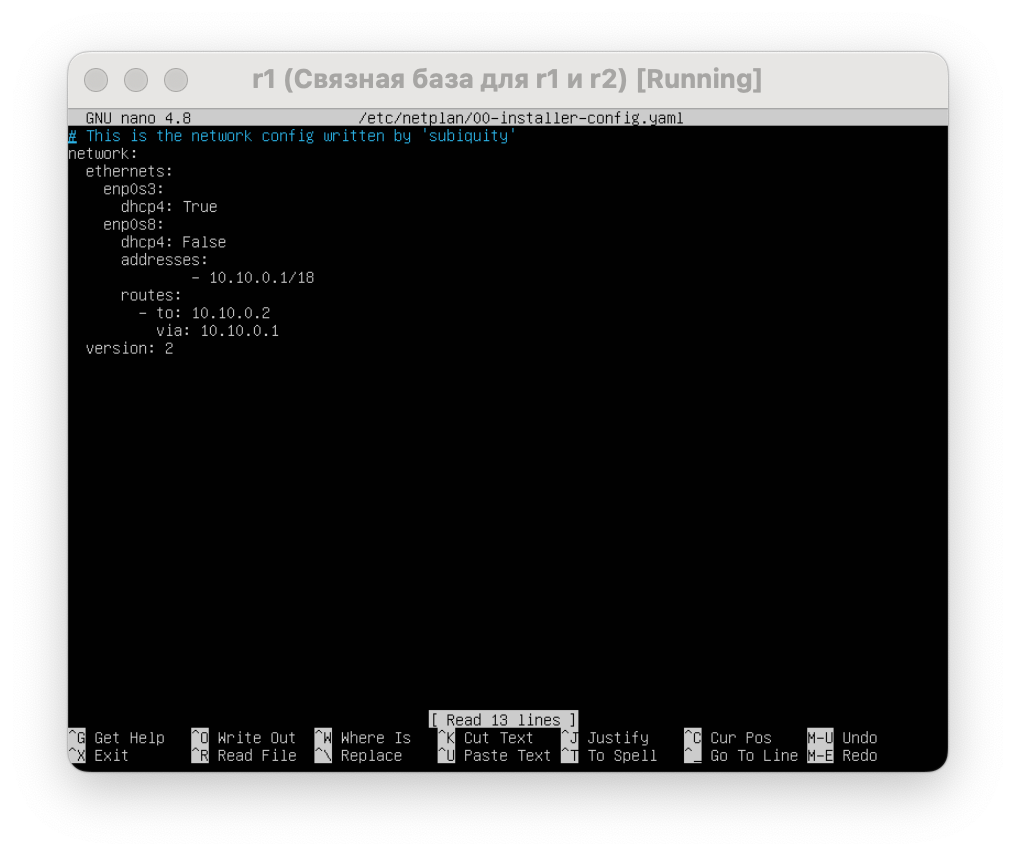 r1 (Связная база для r1 и r2) [Running]
GNU nano 4.8 /etc/netplan/00-installer-config.yaml
# This is the network config written by 'subiquity'
network:
  ethernets:
    enp0s3:
      dhcp4: True
    enp0s8:
      dhcp4: False
      addresses:
              - 10.10.0.1/18
      routes:
        - to: 10.10.0.2
          via: 10.10.0.1
  version: 2
[ Read 13 lines ]
^G Get Help ^O Write Out ^W Where Is ^K Cut Text ^J Justify ^C Cur Pos M-U Undo
^X Exit ^R Read File ^\ Replace ^U Paste Text ^T To Spell ^_ Go To Line M-E Redo